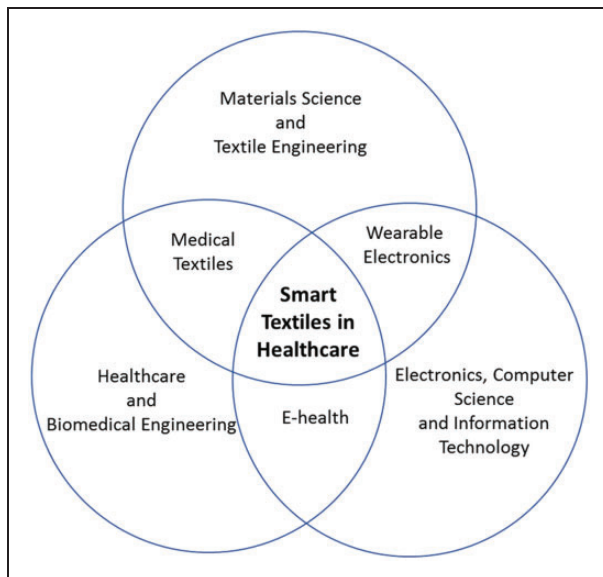 Materials Science
and
Textile Engineering
Medical
Textiles
Wearable
Electronics
Smart
Textiles in
Healthcare
Healthcare
and
Biomedical Engineering
E-health
Electronics, Computer
Science
and Information
Technology